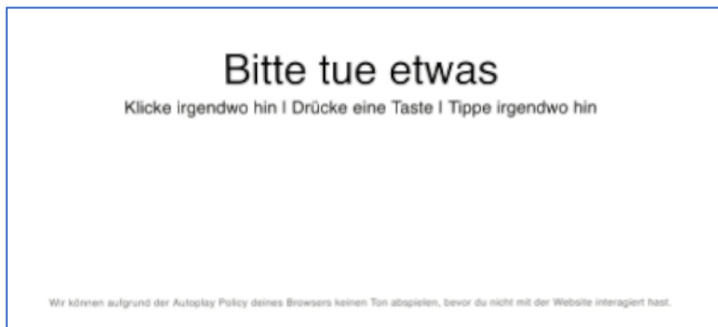 Bitte tue etwas
Klicke irgendwo hin | Drücke eine Taste | Tippe irgendwo hin
Wir können aufgrund der Autoplay Policy deines Browsers keinen Ton abspielen, bevor du nicht mit der Website interagiert hast.